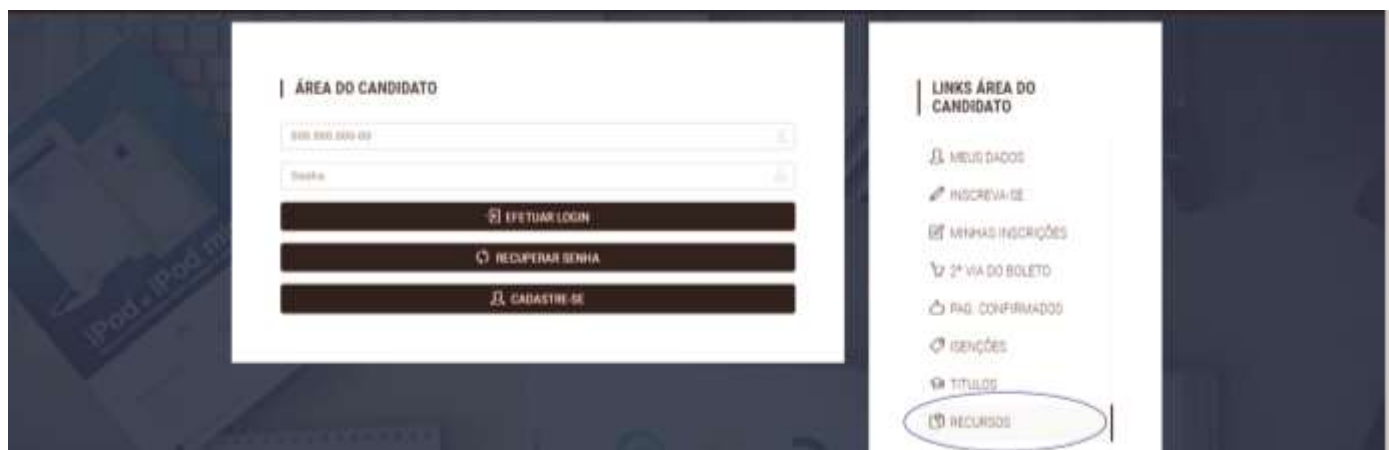 ÁREA DO CANDIDATO
000.000.000-00
Senha
EFETUAR LOGIN
RECUPERAR SENHA
CADASTRE-SE
LINKS ÁREA DO
CANDIDATO
MEUS DADOS
INSCREVA-SE
MINHAS INSCRIÇÕES
2ª VIA DO BOLETO
PAG. CONFIRMADOS
ISENÇÕES
TITULOS
RECURSOS
iPod + iPod